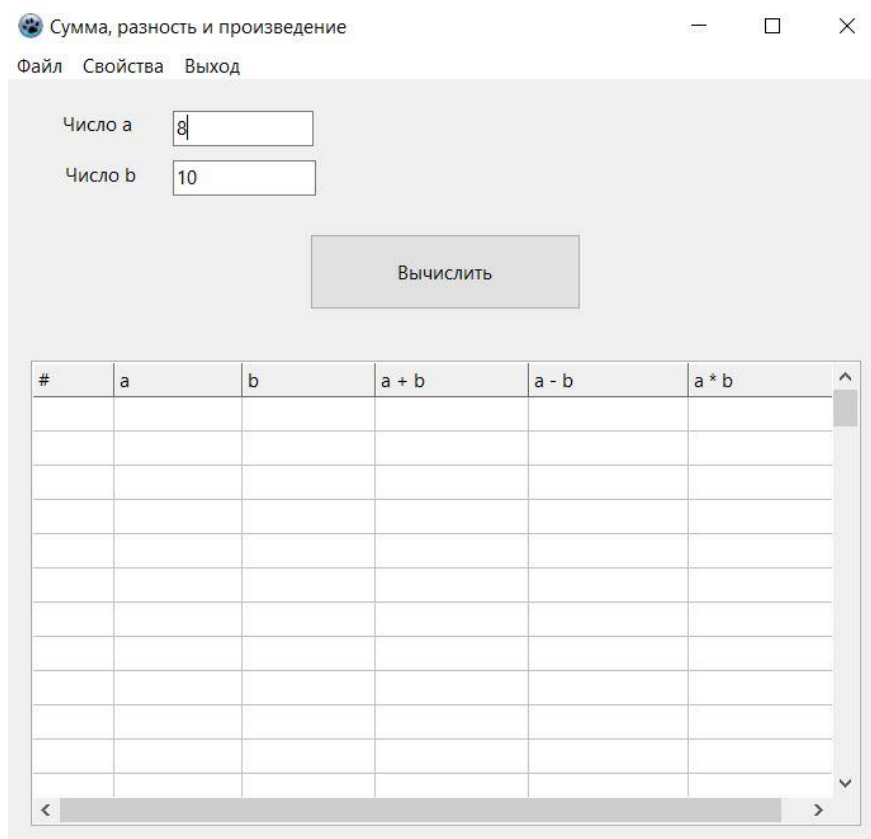 Сумма, разность и произведение
Файл Свойства Выход
Число a 8
Число b 10
Вычислить
# a b a + b a - b a * b